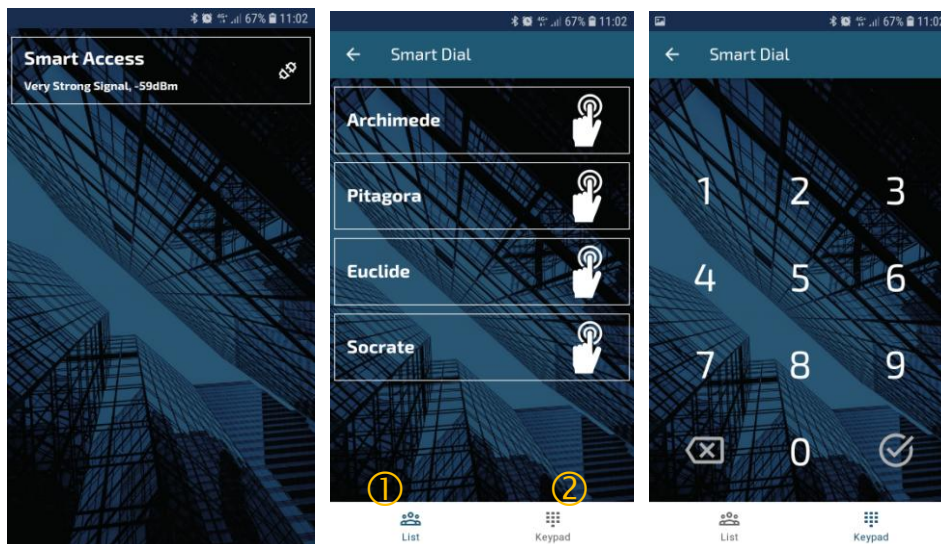 67% 11:02
Smart Access
Very Strong Signal, -59dBm
67% 11:02
Smart Dial
Archimede
Pitagora
Euclide
Socrate
①
②
List
Keypad
67% 11:02
Smart Dial
1 2 3
4 5 6
7 8 9
0
List
Keypad